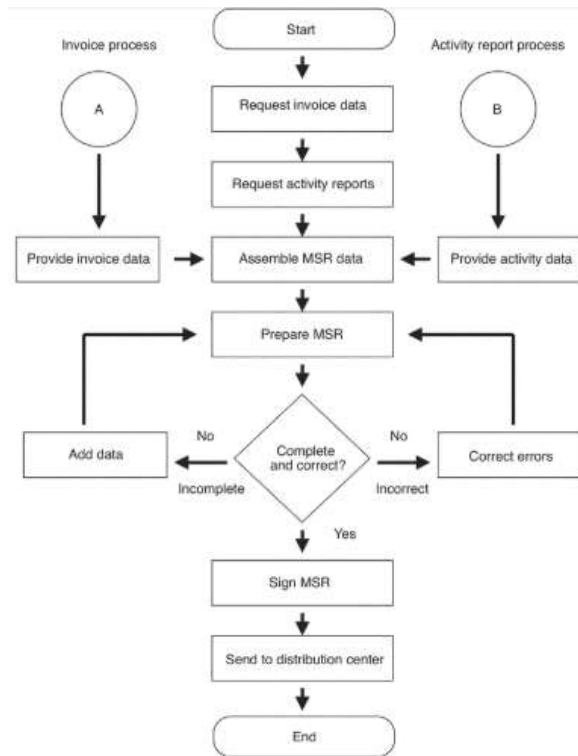 Start
Invoice process
Activity report process
A
Request invoice data
B
Request activity reports
Provide invoice data
Assemble MSR data
Provide activity data
Prepare MSR
No
No
Add data
Complete
and correct?
Correct errors
Incomplete
Incorrect
Yes
Sign MSR
Send to distribution center
End